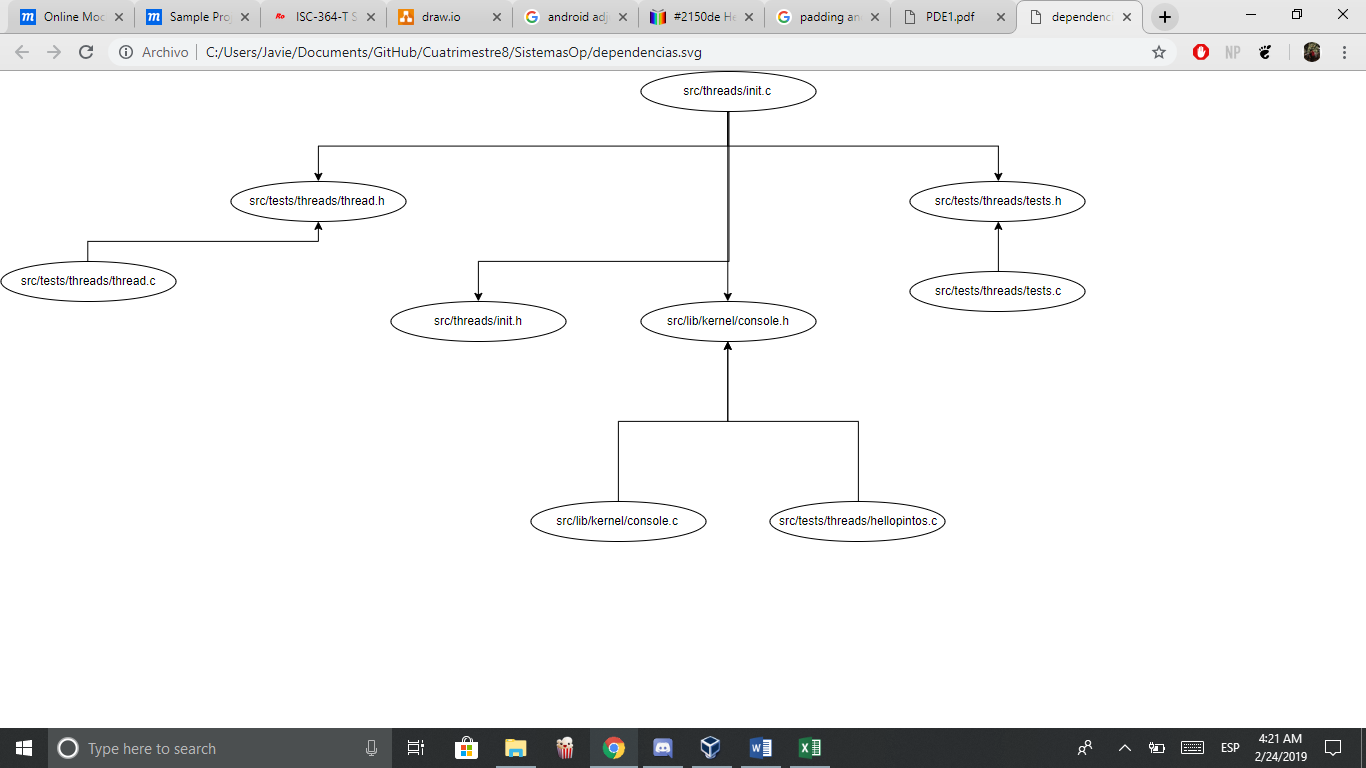 Online Moc
Sample Proj
ISC-364-T S
draw.io
android adj
#2150de He
padding an
PDE1.pdf
dependenc
Archivo
C:/Users/Javie/Documents/GitHub/Cuatrimestre8/SistemasOp/dependencias.svg
NP
src/threads/init.c
src/tests/threads/thread.h
src/tests/threads/tests.h
src/tests/threads/thread.c
src/tests/threads/tests.c
src/threads/init.h
src/lib/kernel/console.h
src/lib/kernel/console.c
src/tests/threads/hellopintos.c
Type here to search
ESP
4:21 AM
2/24/2019